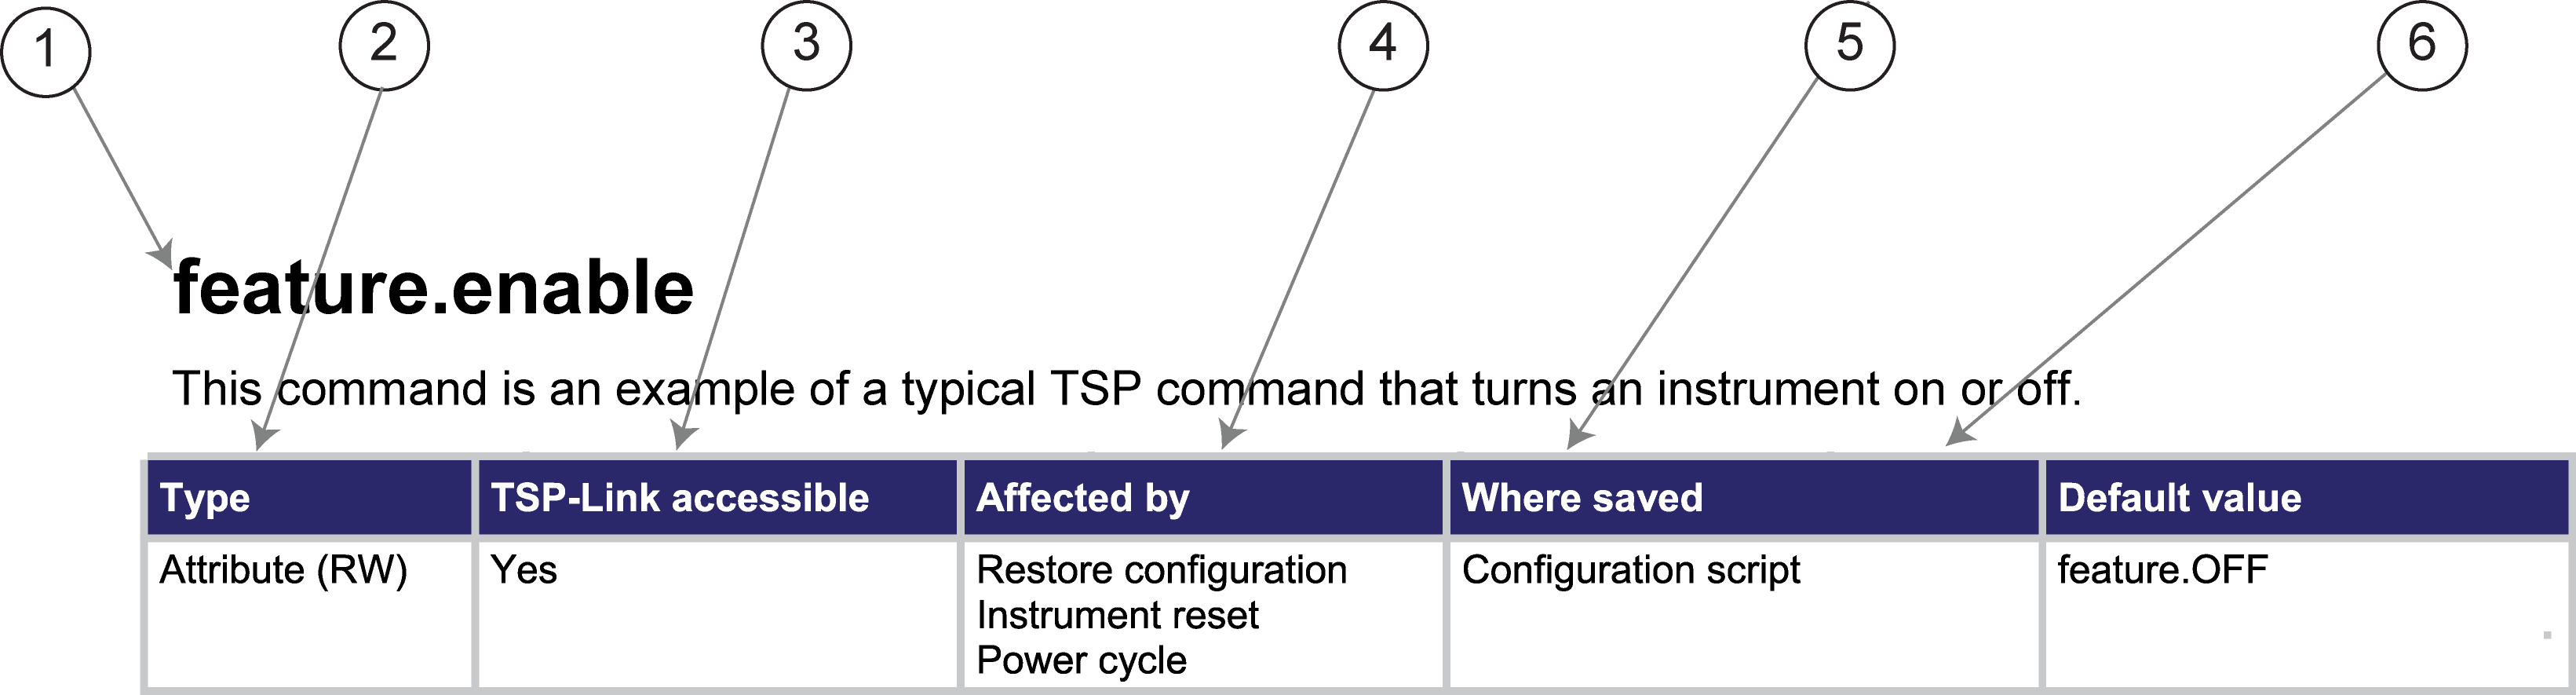 1 2 3 4 5 6
feature.enable
This command is an example of a typical TSP command that turns an instrument on or off.
Type TSP-Link accessible Affected by Where saved Default value
Attribute (RW) Yes Restore configuration Configuration script feature.OFF
Instrument reset
Power cycle